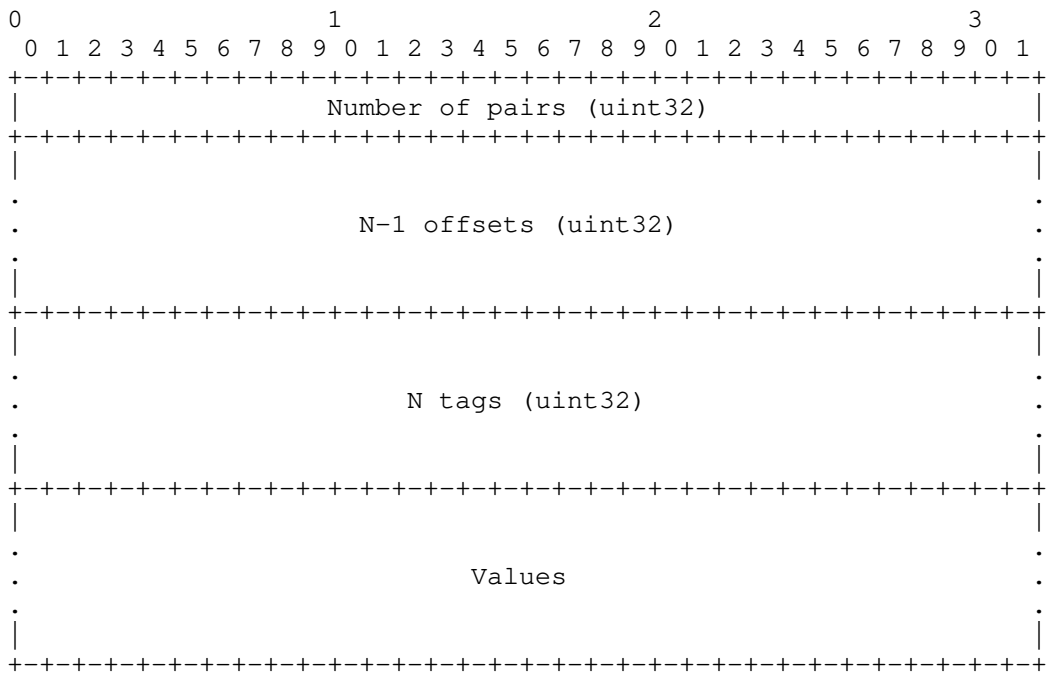 0                   1                   2                   3
 0 1 2 3 4 5 6 7 8 9 0 1 2 3 4 5 6 7 8 9 0 1 2 3 4 5 6 7 8 9 0 1
+-+-+-+-+-+-+-+-+-+-+-+-+-+-+-+-+-+-+-+-+-+-+-+-+-+-+-+-+-+-+-+-+
|                   Number of pairs (uint32)                    |
+-+-+-+-+-+-+-+-+-+-+-+-+-+-+-+-+-+-+-+-+-+-+-+-+-+-+-+-+-+-+-+-+
|                                                               |
.                                                               .
.                     N-1 offsets (uint32)                      .
.                                                               .
|                                                               |
+-+-+-+-+-+-+-+-+-+-+-+-+-+-+-+-+-+-+-+-+-+-+-+-+-+-+-+-+-+-+-+-+
|                                                               |
.                                                               .
.                        N tags (uint32)                        .
.                                                               .
|                                                               |
+-+-+-+-+-+-+-+-+-+-+-+-+-+-+-+-+-+-+-+-+-+-+-+-+-+-+-+-+-+-+-+-+
|                                                               |
.                                                               .
.                            Values                             .
.                                                               .
|                                                               |
+-+-+-+-+-+-+-+-+-+-+-+-+-+-+-+-+-+-+-+-+-+-+-+-+-+-+-+-+-+-+-+-+